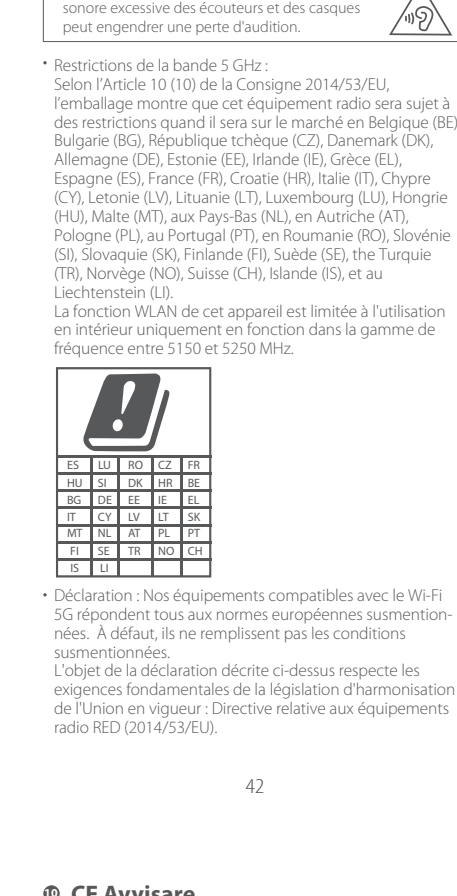 sonore excessive des écouteurs et des casques
peut engendrer une perte d'audition.
• Restrictions de la bande 5 GHz :
Selon l’Article 10 (10) de la Consigne 2014/53/EU,
l’emballage montre que cet équipement radio sera sujet à
des restrictions quand il sera sur le marché en Belgique (BE)
Bulgarie (BG), République tchèque (CZ), Danemark (DK),
Allemagne (DE), Estonie (EE), Irlande (IE), Grèce (EL),
Espagne (ES), France (FR), Croatie (HR), Italie (IT), Chypre
(CY), Letonie (LV), Lituanie (LT), Luxembourg (LU), Hongrie
(HU), Malte (MT), aux Pays-Bas (NL), en Autriche (AT),
Pologne (PL), au Portugal (PT), en Roumanie (RO), Slovénie
(SI), Slovaquie (SK), Finlande (FI), Suède (SE), the Turquie
(TR), Norvège (NO), Suisse (CH), Islande (IS), et au
Liechtenstein (LI).
La fonction WLAN de cet appareil est limitée à l'utilisation
en intérieur uniquement en fonction dans la gamme de
fréquence entre 5150 et 5250 MHz.
ES LU RO CZ FR
HU SI DK HR BE
BG DE EE IE EL
IT CY LV LT SK
MT NL AT PL PT
FI SE TR NO CH
IS LI
• Déclaration : Nos équipements compatibles avec le Wi-Fi
5G répondent tous aux normes européennes susmention-
nées. À défaut, ils ne remplissent pas les conditions
susmentionnées.
L'objet de la déclaration décrite ci-dessus respecte les
exigences fondamentales de la législation d'harmonisation
de l'Union en vigueur : Directive relative aux équipements
radio RED (2014/53/EU).
42